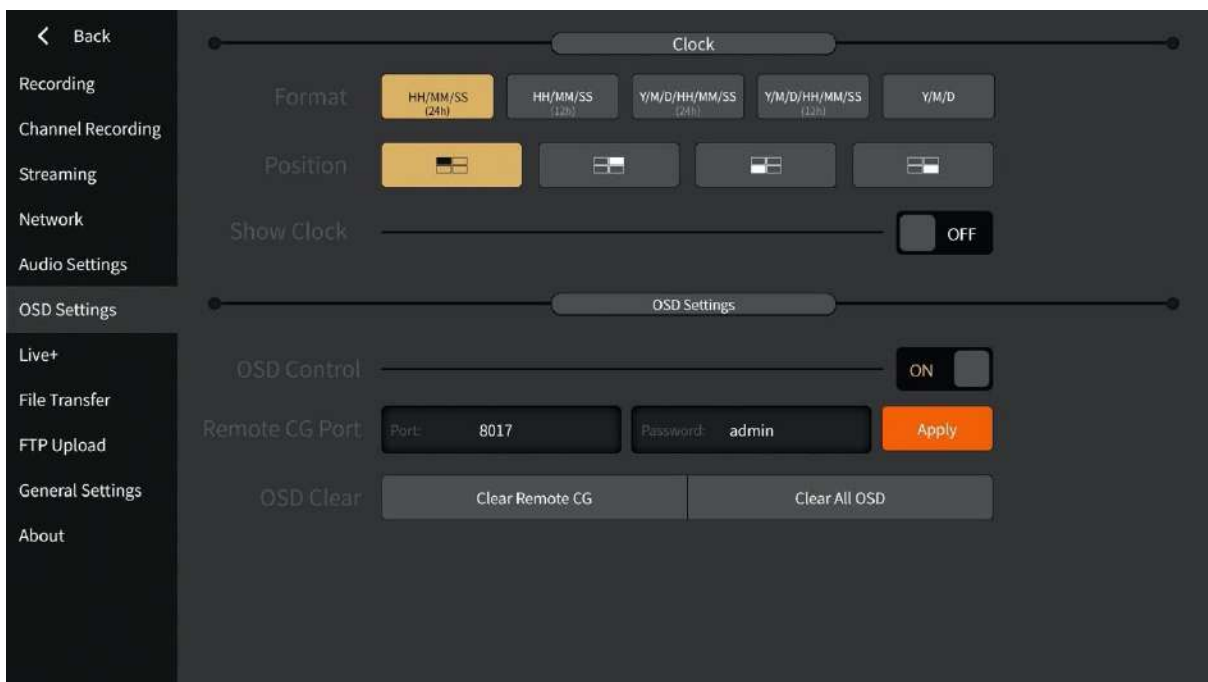 Back
Recording
Channel Recording
Streaming
Network
Audio Settings
OSD Settings
Live+
File Transfer
FTP Upload
General Settings
About
Clock
Format
HH/MM/SS
(24h)
HH/MM/SS
(12h)
Y/M/D/HH/MM/SS
(24h)
Y/M/D/HH/MM/SS
(12h)
Y/M/D
Position
Show Clock
OFF
OSD Settings
OSD Control
ON
Remote CG Port
Port: 8017
Password: admin
Apply
OSD Clear
Clear Remote CG
Clear All OSD